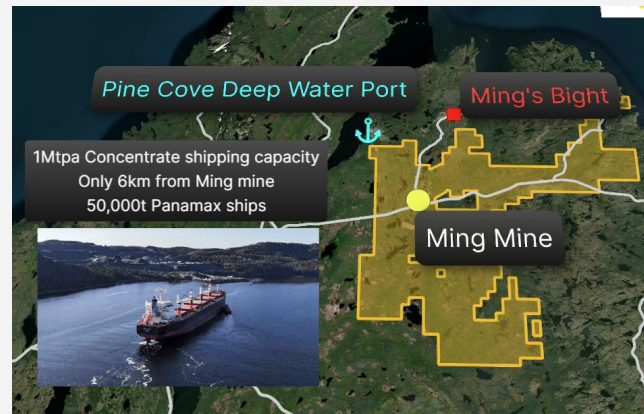 Pine Cove Deep Water Port
Ming's Bight
1Mtpa Concentrate shipping capacity
Only 6km from Ming mine
50,000t Panamax ships
Ming Mine